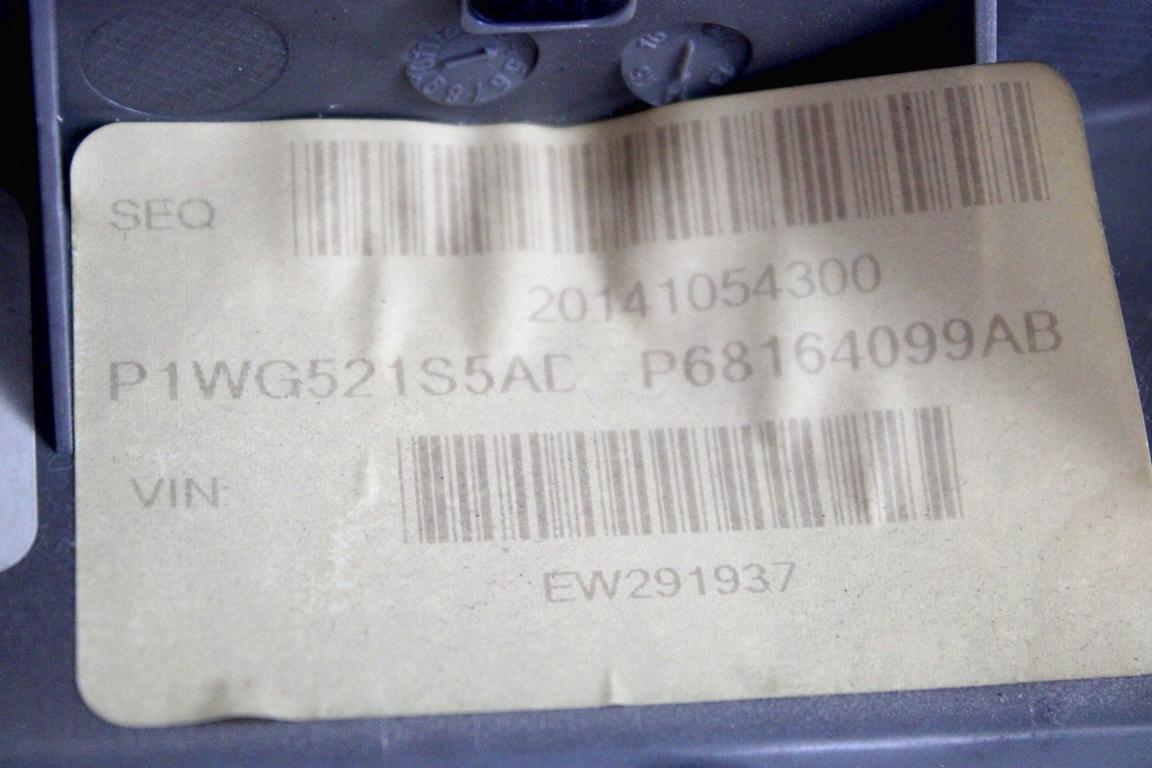 SEQ
20141054300
P1WG521S5AD P68164099AB
VIN
EW291937